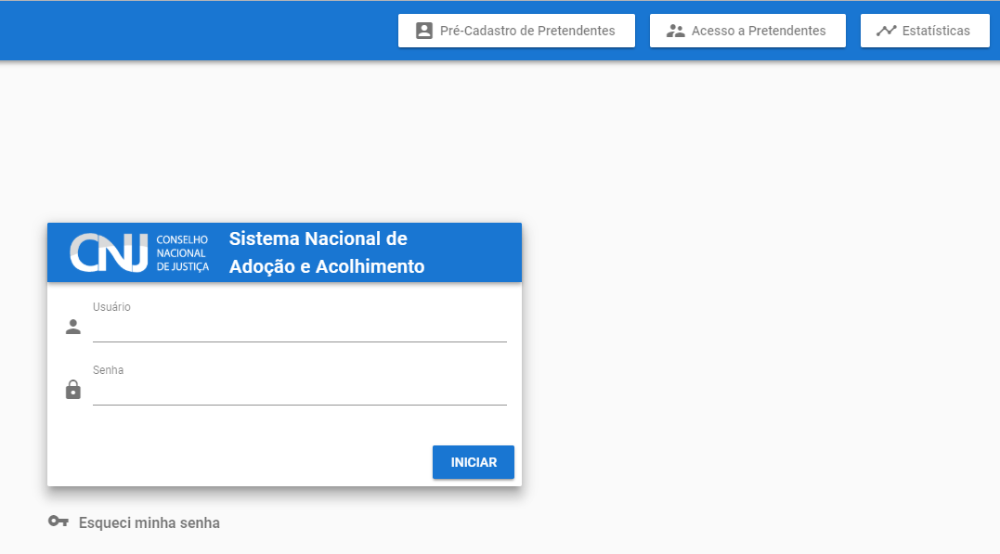 Pré-Cadastro de Pretendentes
Acesso a Pretendentes
Estatísticas
CNJ
CONSELHO
NACIONAL
DE JUSTIÇA
Sistema Nacional de
Adoção e Acolhimento
Usuário
Senha
INICIAR
Esqueci minha senha